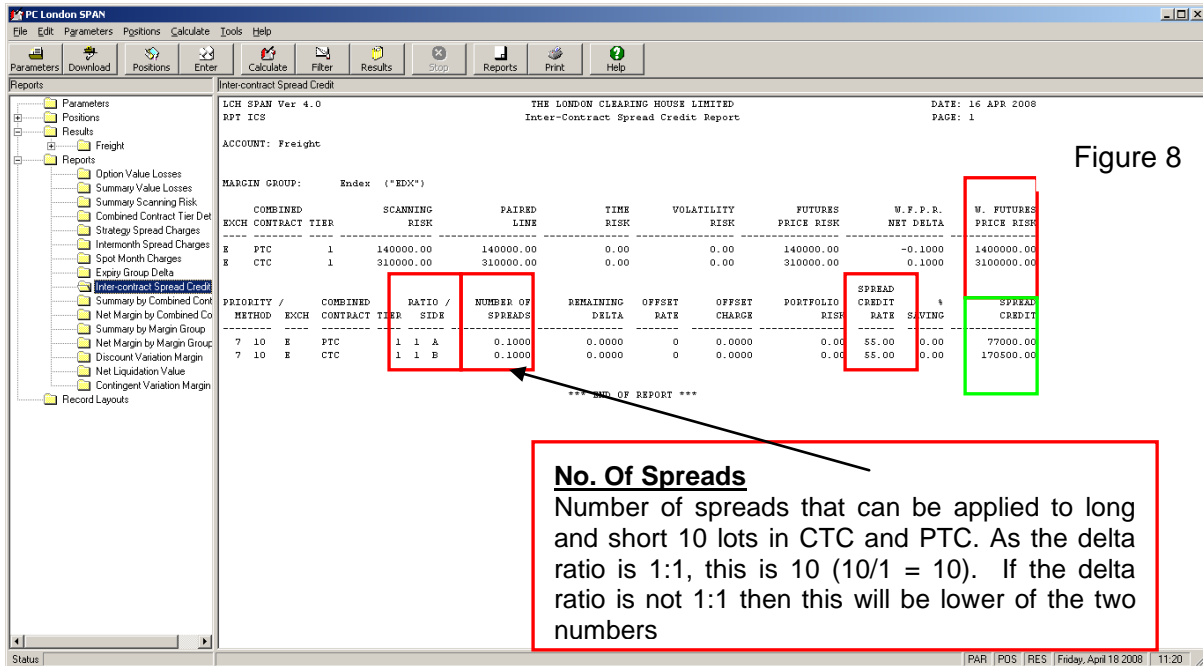 PC London SPAN
File Edit Parameters Positions Calculate Tools Help
Parameters Download Positions Enter Calculate Filter Results Stop Reports Print Help
Reports
Inter-contract Spread Credit
Parameters
Positions
Results
Freight
Reports
Option Value Losses
Summary Value Losses
Summary Scanning Risk
Combined Contract Tier Det
Strategy Spread Charges
Intermonth Spread Charges
Spot Month Charges
Expiry Group Delta
Inter-contract Spread Credit
Summary by Combined Cont
Net Margin by Combined Co
Summary by Margin Group
Net Margin by Margin Group
Discount Variation Margin
Net Liquidation Value
Contingent Variation Margin
Record Layouts
LCH SPAN Ver 4.0 THE LONDON CLEARING HOUSE LIMITED DATE: 16 APR 2008
RPT ICS Inter-Contract Spread Credit Report PAGE: 1
ACCOUNT: Freight
Figure 8
MARGIN GROUP: Endex ("EDX")
COMBINED SCANNING PAIRED TIME VOLATILITY FUTURES W.F.P.R. W. FUTURES
EXCH CONTRACT TIER RISK LINE RISK RISK PRICE RISK NET DELTA PRICE RISK
E PTC 1 140000.00 140000.00 0.00 0.00 140000.00 -0.1000 1400000.00
E CTC 1 310000.00 310000.00 0.00 0.00 310000.00 0.1000 3100000.00
SPREAD
PRIORITY / COMBINED RATIO / NUMBER OF REMAINING OFFSET OFFSET PORTFOLIO CREDIT % SPREAD
METHOD EXCH CONTRACT TIER SIDE SPREADS DELTA RATE CHARGE RISK RATE SAVING CREDIT
7 10 E PTC 1 1 A 0.1000 0.0000 0 0.0000 0.00 55.00 0.00 77000.00
7 10 E CTC 1 1 B 0.1000 0.0000 0 0.0000 0.00 55.00 0.00 170500.00
*** END OF REPORT ***
No. Of Spreads
Number of spreads that can be applied to long
and short 10 lots in CTC and PTC. As the delta
ratio is 1:1, this is 10 (10/1 = 10). If the delta
ratio is not 1:1 then this will be lower of the two
numbers
Status PAR POS RES Friday, April 18 2008 11:20